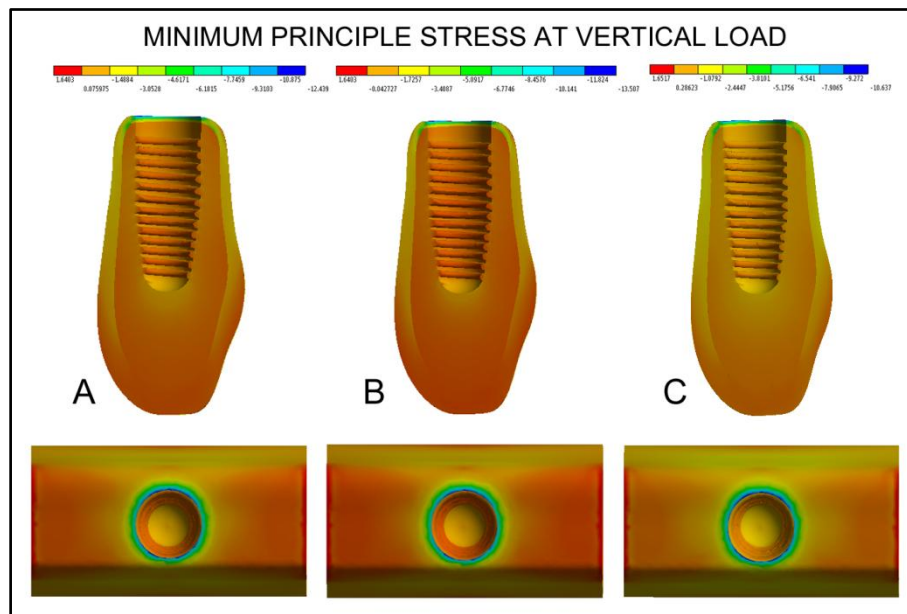 MINIMUM PRINCIPLE STRESS AT VERTICAL LOAD
1.6403 -1.4884 -4.6171 -7.7459 -10.875
0.075975 -3.0528 -6.1815 -9.3103 -12.439
1.6403 -1.7257 -5.0917 -8.4576 -11.824
-0.042727 -3.4087 -6.7746 -10.141 -13.507
1.6517 -1.0792 -3.8101 -6.541 -9.272
0.28623 -2.4447 -5.1756 -7.9065 -10.637
A B C